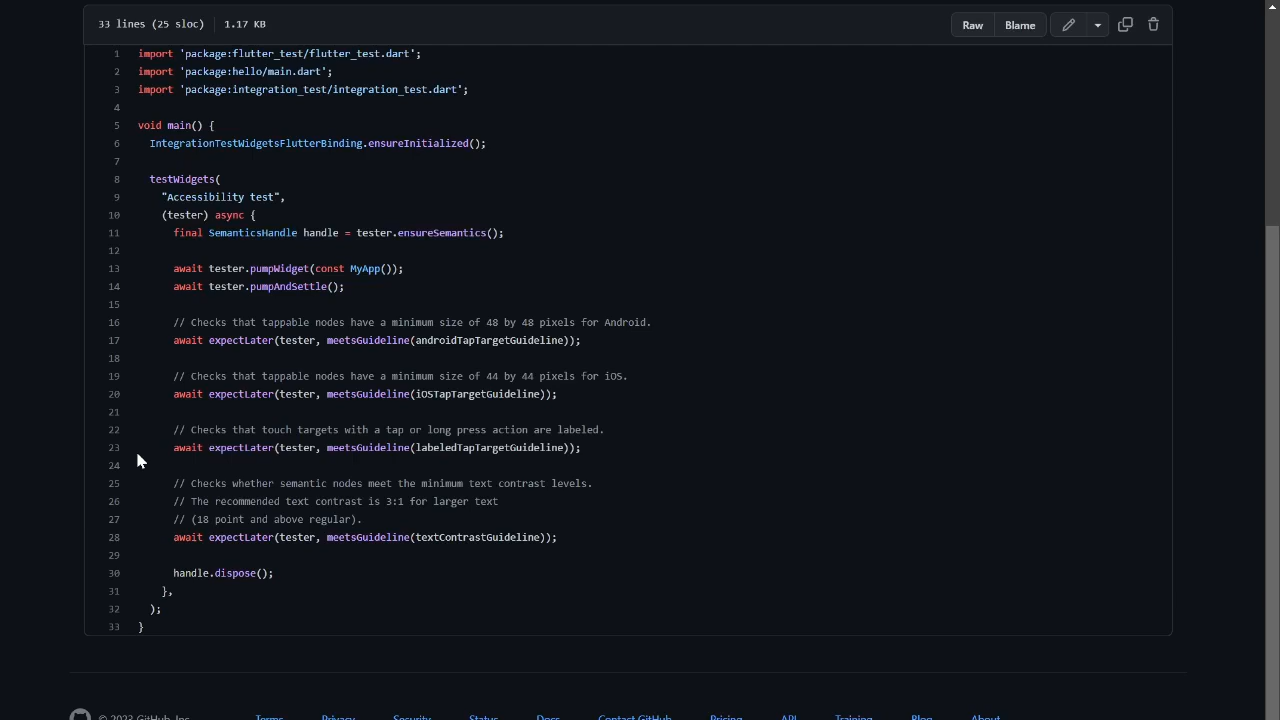 33 lines (25 sloc) 1.17 KB
Raw Blame
1 import 'package:flutter_test/flutter_test.dart';
2 import 'package:hello/main.dart';
3 import 'package:integration_test/integration_test.dart';
4
5 void main() {
6 IntegrationTestWidgetsFlutterBinding.ensureInitialized();
7
8 testWidgets(
9 "Accessibility test",
10 (tester) async {
11 final SemanticsHandle handle = tester.ensureSemantics();
12
13 await tester.pumpWidget(const MyApp());
14 await tester.pumpAndSettle();
15
16 // Checks that tappable nodes have a minimum size of 48 by 48 pixels for Android.
17 await expectLater(tester, meetsGuideline(androidTapTargetGuideline));
18
19 // Checks that tappable nodes have a minimum size of 44 by 44 pixels for iOS.
20 await expectLater(tester, meetsGuideline(iOSTapTargetGuideline));
21
22 // Checks that touch targets with a tap or long press action are labeled.
23 await expectLater(tester, meetsGuideline(labeledTapTargetGuideline));
24
25 // Checks whether semantic nodes meet the minimum text contrast levels.
26 // The recommended text contrast is 3:1 for larger text
27 // (18 point and above regular).
28 await expectLater(tester, meetsGuideline(textContrastGuideline));
29
30 handle.dispose();
31 },
32 );
33 }
© 2023 GitHub, Inc. Terms Privacy Security Status Docs Contact GitHub Pricing API Training Blog About